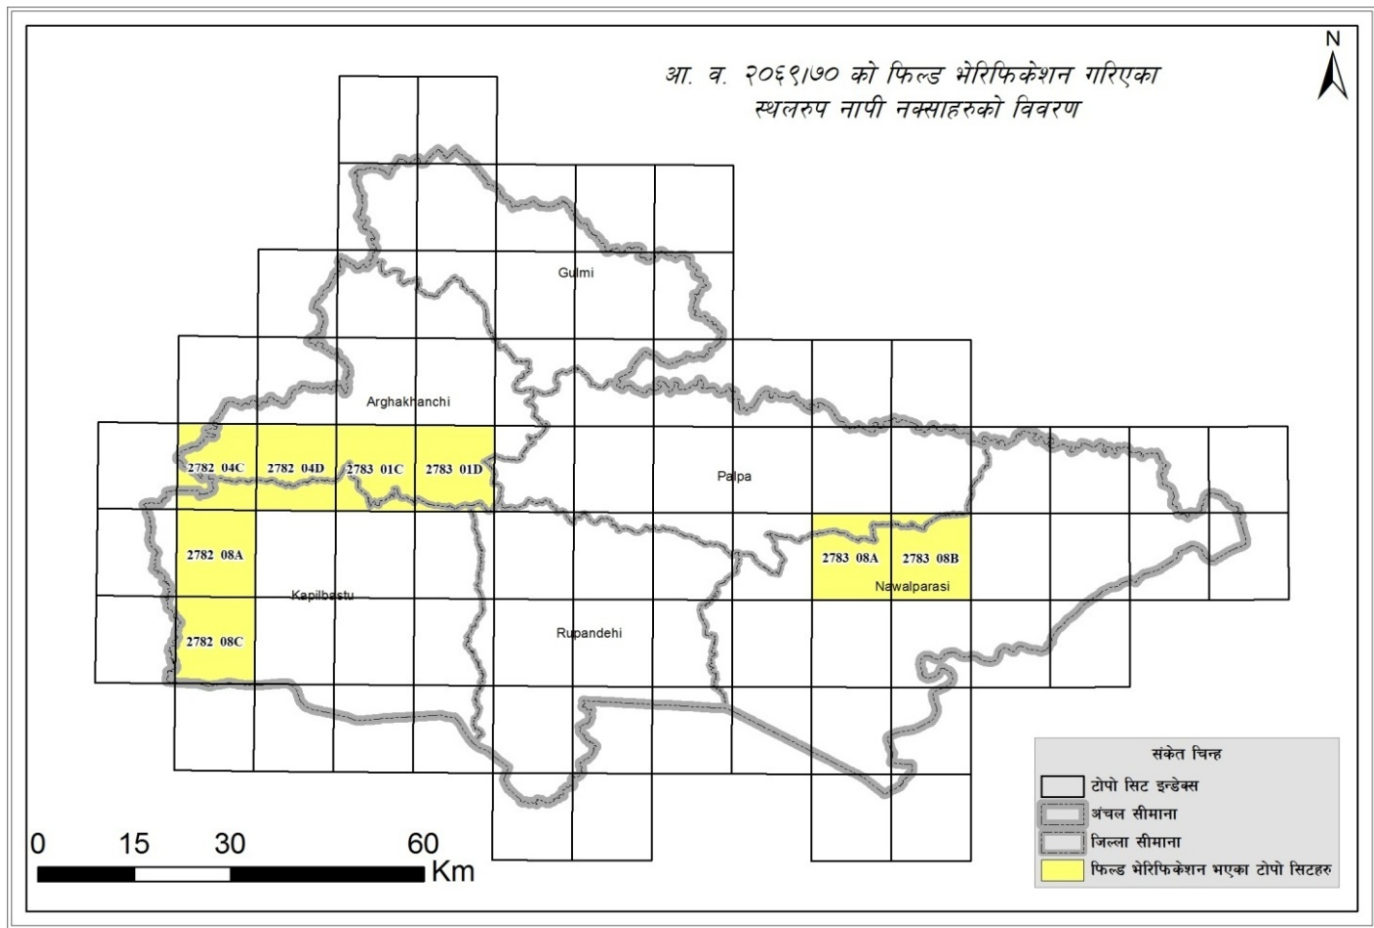 N
आ. व. २०६९।७० को फिल्ड भेरिफिकेशन गरिएका
स्थलरुप नापी नक्साहरुको विवरण
Gulmi
Arghakhanchi
2782 04C
2782 04D
2783 01C
2783 01D
Palpa
2782 08A
2783 08A
2783 08B
Kapilbastu
Nawalparasi
Rupandehi
2782 08C
संकेत चिन्ह
टोपो सिट इन्डेक्स
अंचल सीमाना
जिल्ला सीमाना
फिल्ड भेरिफिकेशन भएका टोपो सिटहरु
0 15 30 60
Km